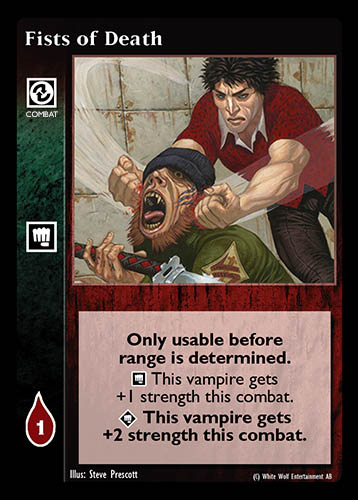 Fists of Death
COMBAT
Only usable before
range is determined.
This vampire gets
+1 strength this combat.
This vampire gets
+2 strength this combat.
1
Illus: Steve Prescott
(C) White Wolf Entertainment AB